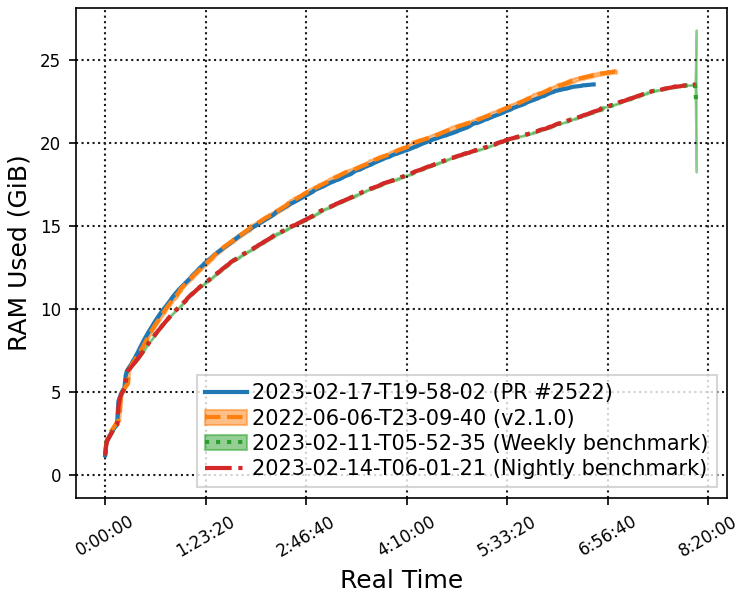 25
20
15
10
5
0
RAM Used (GiB)
2023-02-17-T19-58-02 (PR #2522)
2022-06-06-T23-09-40 (v2.1.0)
2023-02-11-T05-52-35 (Weekly benchmark)
2023-02-14-T06-01-21 (Nightly benchmark)
0:00:00
1:23:20
2:46:40
4:10:00
5:33:20
6:56:40
8:20:00
Real Time